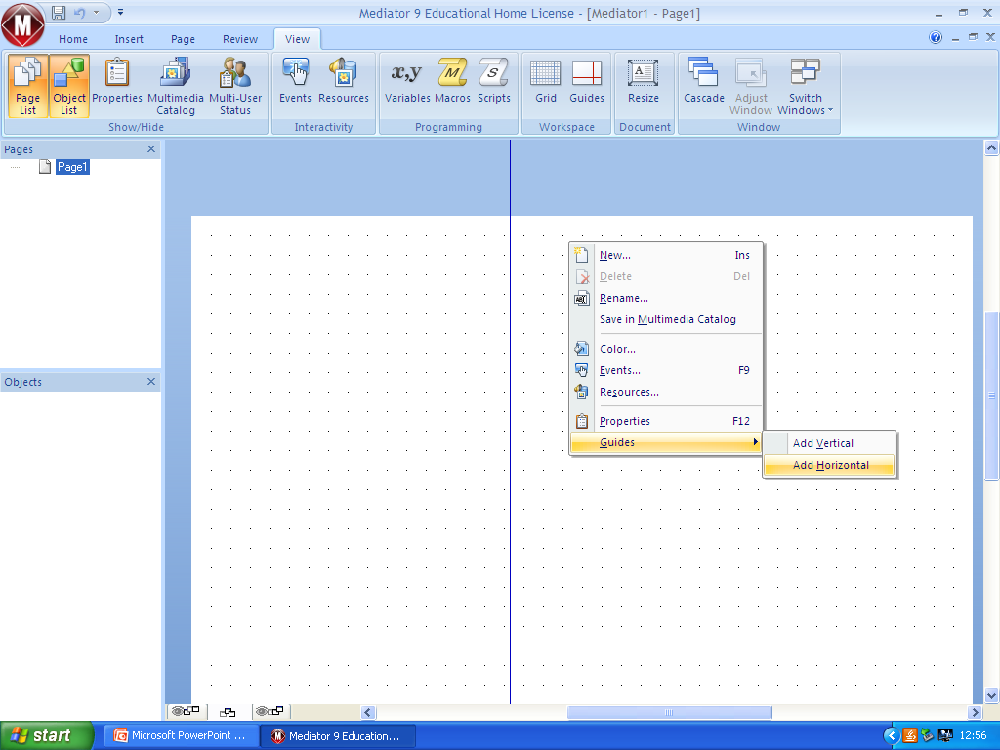 Mediator 9 Educational Home License - [Mediator1 - Page1]
M
Home Insert Page Review View
Page List
Object List
Properties
Multimedia Catalog
Multi-User Status
Events
Resources
x,y
Variables
M
Macros
S
Scripts
Grid
Guides
A
Resize
Cascade
Adjust Window
Switch Windows
Show/Hide
Interactivity
Programming
Workspace
Document
Window
Pages
Page1
Objects
New... Ins
Delete Del
Rename...
Save in Multimedia Catalog
Color...
Events... F9
Resources...
Properties F12
Guides
Add Vertical
Add Horizontal
start
Microsoft PowerPoint ...
Mediator 9 Education...
12:56